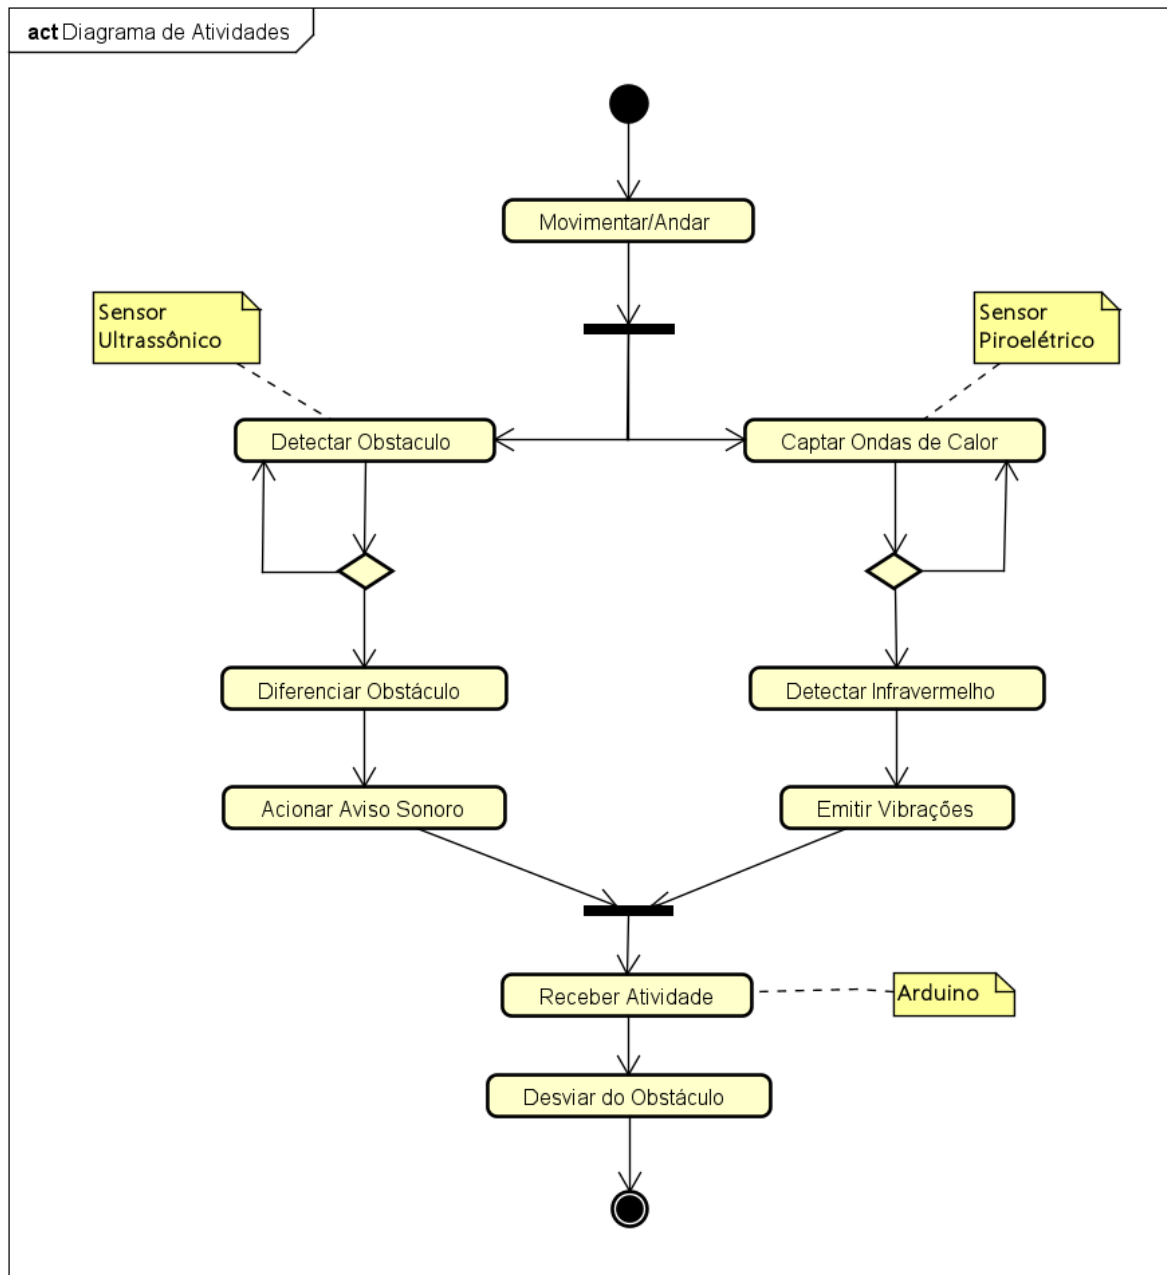 act Diagrama de Atividades
Movimentar/Andar
Sensor
Ultrassônico
Sensor
Piroelétrico
Detectar Obstaculo
Captar Ondas de Calor
Diferenciar Obstáculo
Detectar Infravermelho
Acionar Aviso Sonoro
Emitir Vibrações
Receber Atividade
Arduino
Desviar do Obstáculo